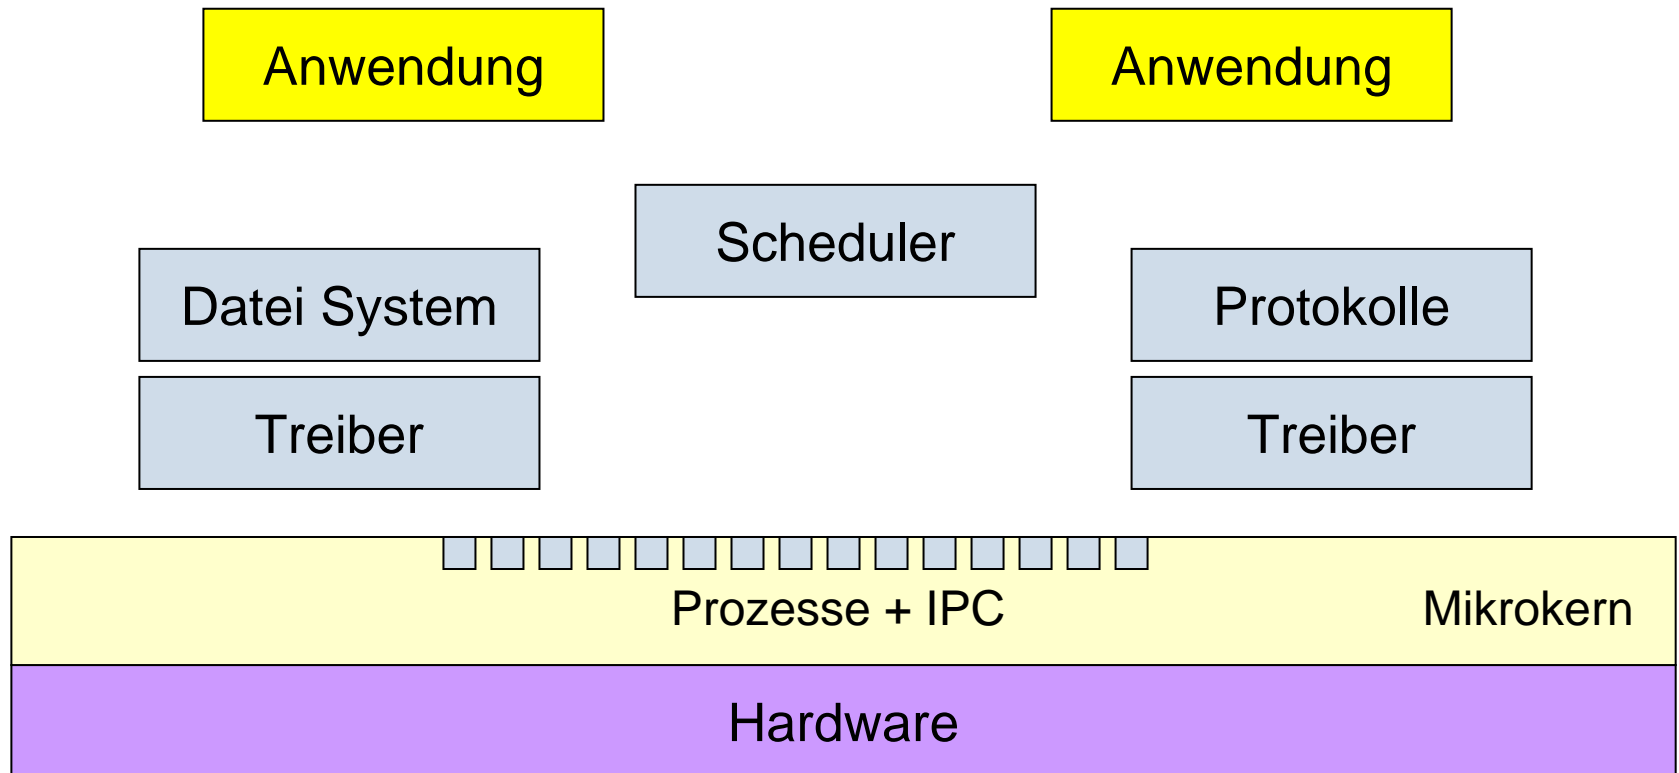 Anwendung
Anwendung
Scheduler
Datei System
Protokolle
Treiber
Treiber
Prozesse + IPC
Mikrokern
Hardware